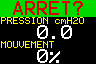 ARRET?
PRESSION cmH2O
0.0
MOUVEMENT
0%